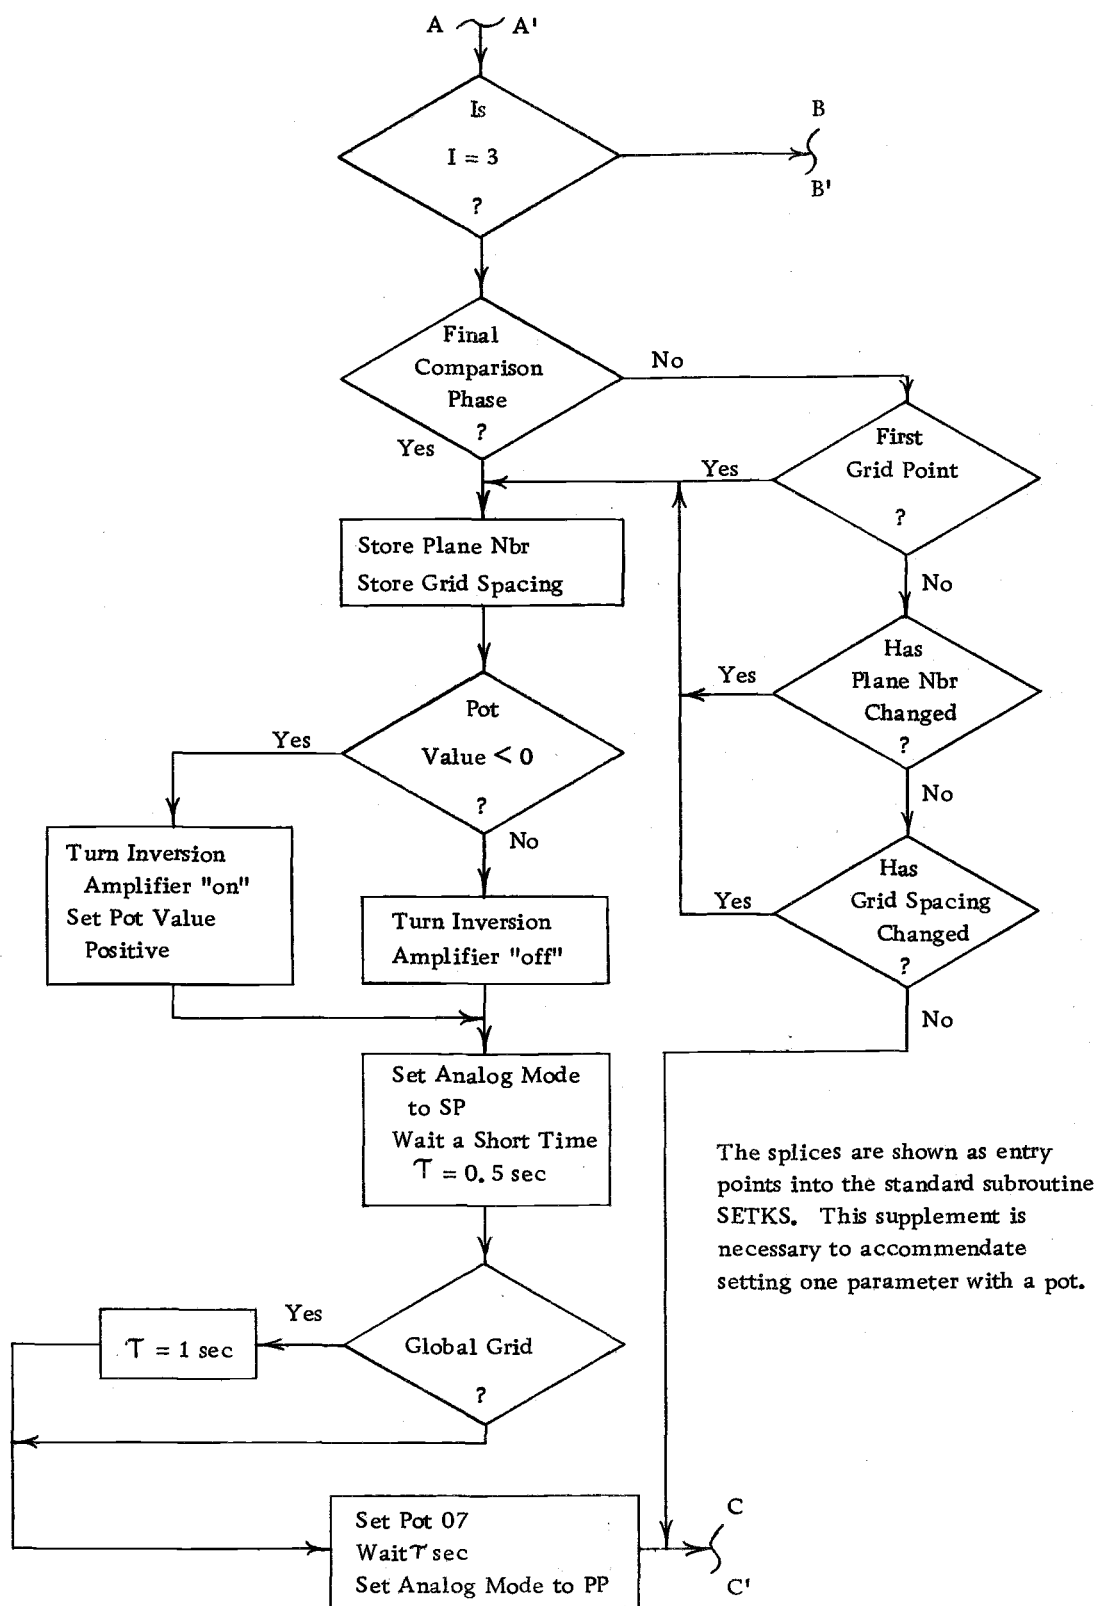 A A'
Is
I = 3
?
B
B'
Final
Comparison
Phase
?
No
Yes
First
Grid Point
?
Yes
No
Store Plane Nbr
Store Grid Spacing
Has
Plane Nbr
Changed
?
Yes
No
Pot
Value < 0
?
Yes
No
Turn Inversion
Amplifier "on"
Set Pot Value
Positive
Turn Inversion
Amplifier "off"
Has
Grid Spacing
Changed
?
Yes
No
Set Analog Mode
to SP
Wait a Short Time
T = 0.5 sec
The splices are shown as entry
points into the standard subroutine
SETKS. This supplement is
necessary to accommendate
setting one parameter with a pot.
Global Grid
?
Yes
T = 1 sec
Set Pot 07
Wait T sec
Set Analog Mode to PP
C
C'